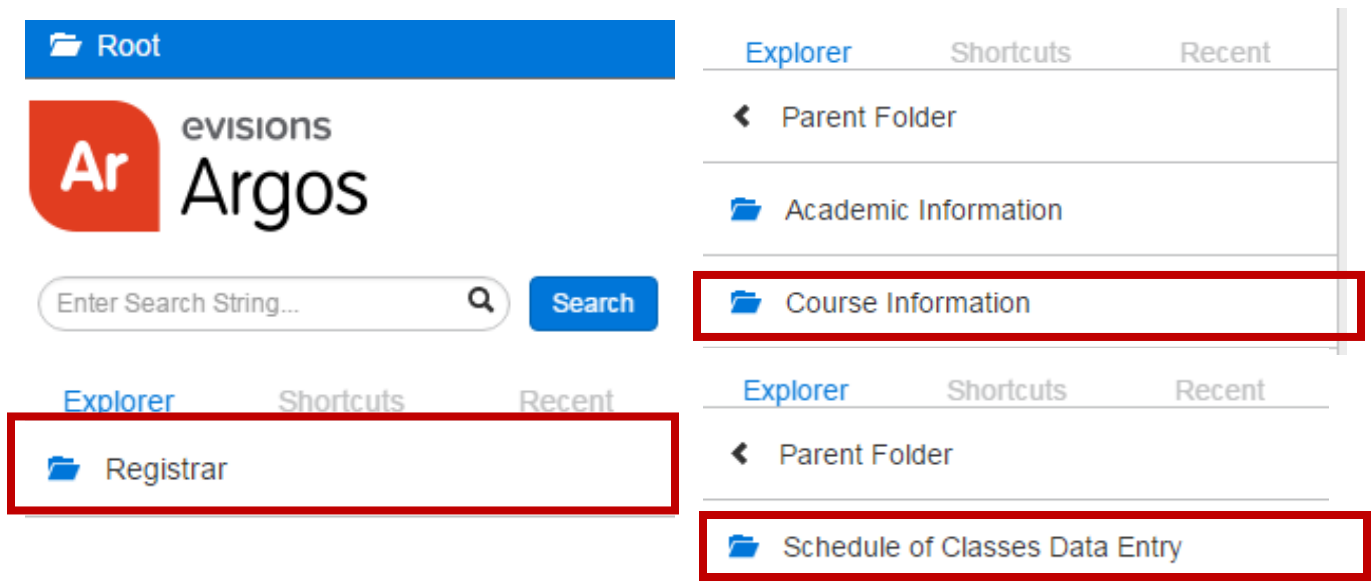 Root
Ar
evisions
Argos
Enter Search String...
Search
Explorer Shortcuts Recent
Registrar
Explorer Shortcuts Recent
Parent Folder
Academic Information
Course Information
Explorer Shortcuts Recent
Parent Folder
Schedule of Classes Data Entry